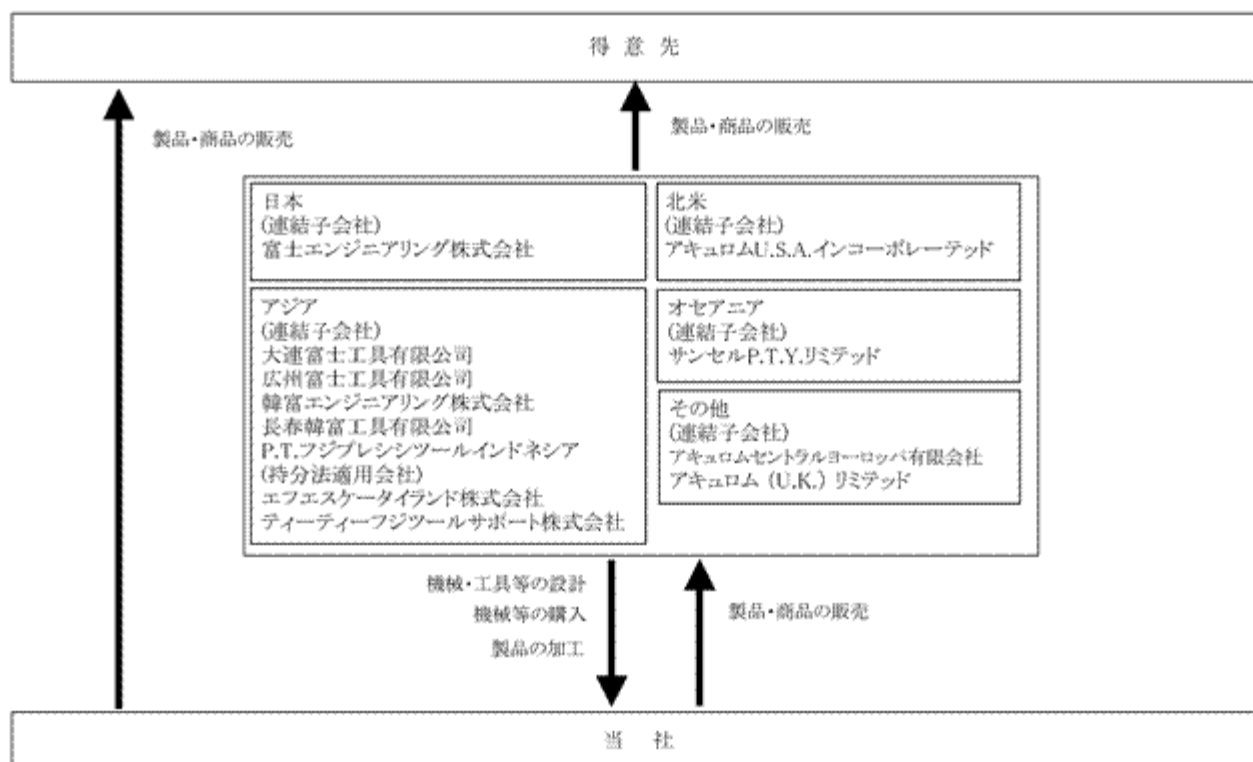 得意先
製品・商品の販売
製品・商品の販売
日本
(連結子会社)
富士エンジニアリング株式会社
北米
(連結子会社)
アキュロムU.S.A.インコーポレーテッド
アジア
(連結子会社)
大連富士工具有限公司
広州富士工具有限公司
韓富エンジニアリング株式会社
長春韓富工具有限公司
P.T.フジプレシシツールインドネシア
(持分法適用会社)
エフエスケータイランド株式会社
ティーティーフジツールサポート株式会社
オセアニア
(連結子会社)
サンセルP.T.Y.リミテッド
その他
(連結子会社)
アキュロムセントラルヨーロッパ有限会社
アキュロム (U.K.) リミテッド
機械・工具等の設計
機械等の購入
製品の加工
製品・商品の販売
当社